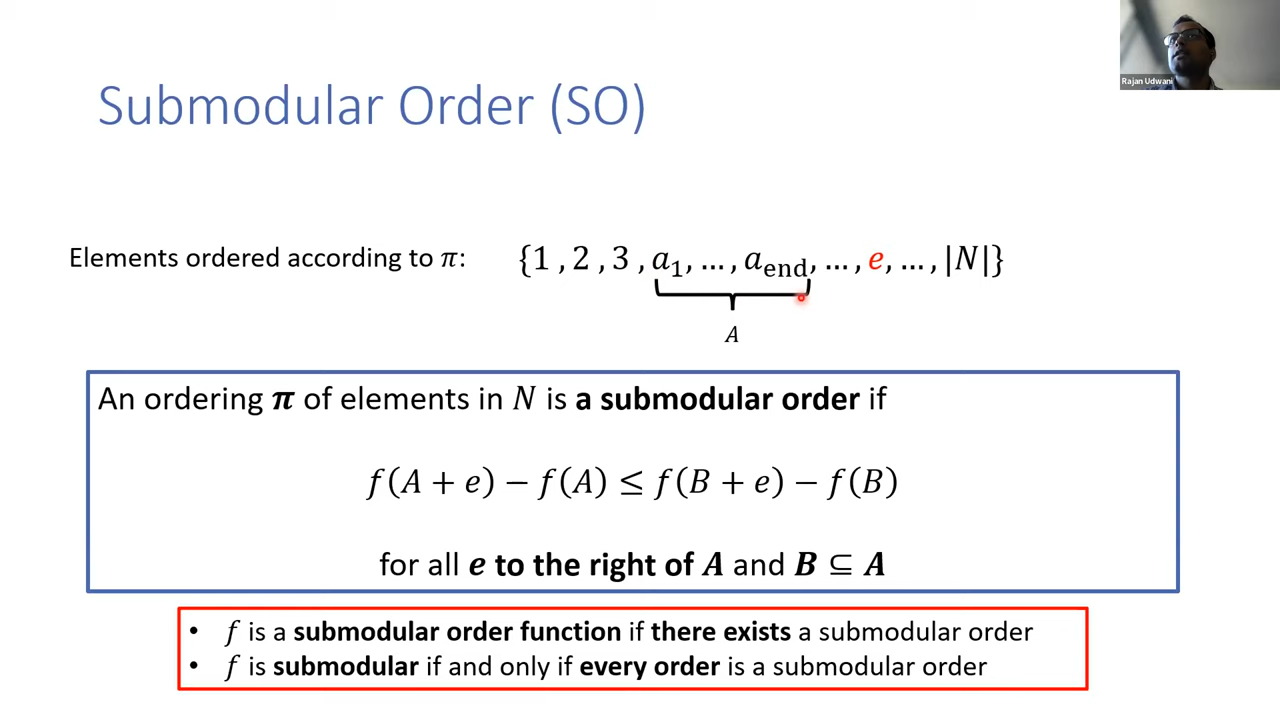 Rajan Udwani
Submodular Order (SO)
Elements ordered according to π: {1 , 2 , 3 , a₁, … , a_end, … , e, … , |N|}
A
An ordering π of elements in N is a submodular order if
f(A + e) − f(A) ≤ f(B + e) − f(B)
for all e to the right of A and B ⊆ A
• f is a submodular order function if there exists a submodular order
• f is submodular if and only if every order is a submodular order